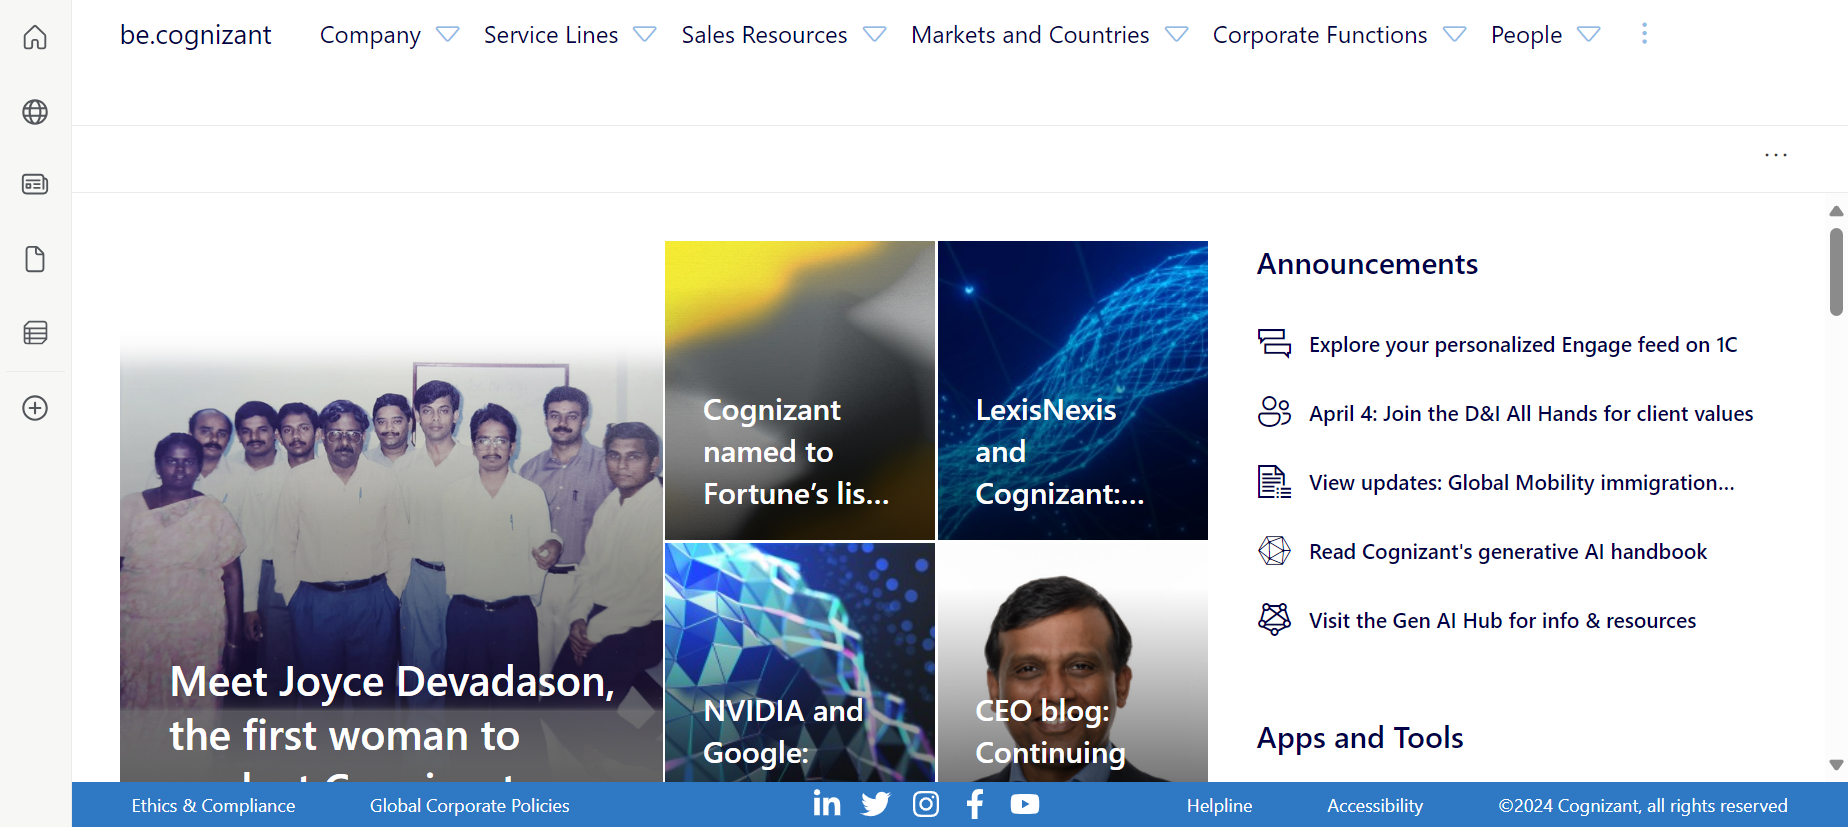 be.cognizant
Company
Service Lines
Sales Resources
Markets and Countries
Corporate Functions
People
Meet Joyce Devadason,
the first woman to
Cognizant
named to
Fortune’s lis...
LexisNexis
and
Cognizant:...
NVIDIA and
Google:
CEO blog:
Continuing
Announcements
Explore your personalized Engage feed on 1C
April 4: Join the D&I All Hands for client values
View updates: Global Mobility immigration...
Read Cognizant's generative AI handbook
Visit the Gen AI Hub for info & resources
Apps and Tools
Ethics & Compliance
Global Corporate Policies
Helpline
Accessibility
©2024 Cognizant, all rights reserved